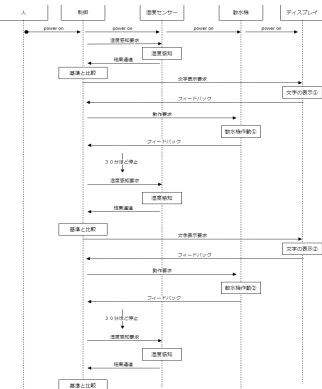 人 制御 温度センサー 散水機 ディスプレイ
power on power on power on power on
温度感知要求
温度感知
結果通達
基準と比較
文字表示要求
文字の表示①
フィードバック
動作要求
散水機作動①
フィードバック
３０分ほど停止
温度感知要求
温度感知
結果通達
基準と比較
文字表示要求
文字の表示②
フィードバック
動作要求
散水機作動②
フィードバック
３０分ほど停止
温度感知要求
温度感知
結果通達
基準と比較